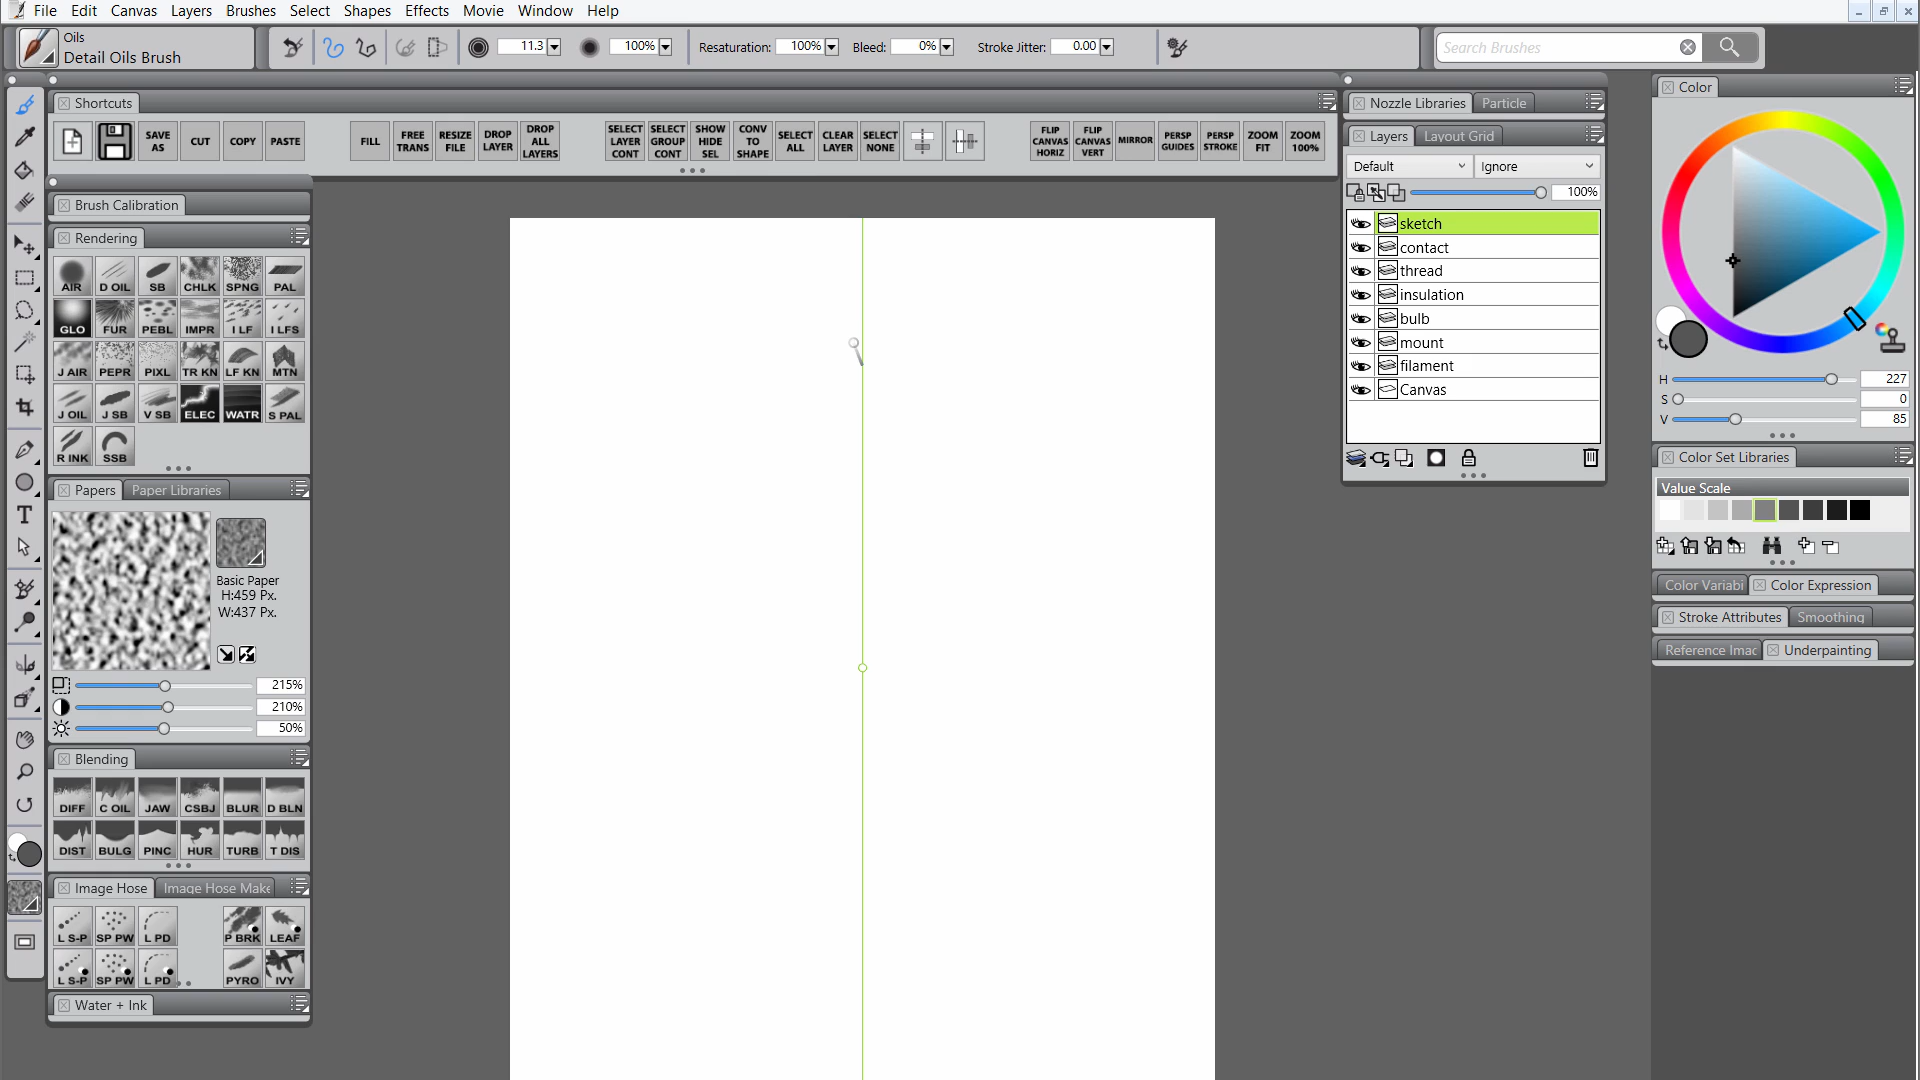 File Edit Canvas Layers Brushes Select Shapes Effects Movie Window Help
Oils
Detail Oils Brush
11.3 100% Resaturation: 100% Bleed: 0% Stroke Jitter: 0.00
Search Brushes
Shortcuts
SAVE AS
CUT
COPY
PASTE
FILL
FREE TRANS
RESIZE FILE
DROP LAYER
DROP ALL LAYERS
SELECT LAYER CONT
SELECT GROUP CONT
SHOW HIDE SEL
CONV TO SHAPE
SELECT ALL
CLEAR LAYER
SELECT NONE
FLIP CANVAS HORIZ
FLIP CANVAS VERT
MIRROR
PERSP GUIDES
PERSP STROKE
ZOOM FIT
ZOOM 100%
Brush Calibration
Rendering
AIR D OIL SB CHLK SPNG PAL
GLO FUR PEBL IMPR I LF I LFS
J AIR PEPR PIXL TR KN LF KN MTN
J OIL J SB V SB ELEC WATR S PAL
R INK SSB
Papers Paper Libraries
Basic Paper
H:459 Px.
W:437 Px.
215%
210%
50%
Blending
DIFF C OIL JAW CSBJ BLUR D BLN
DIST BULG PINC HUR TURB T DIS
Image Hose Image Hose Make
L S-P SP PW L PD P BRK LEAF
L S-P SP PW L PD PYRO IVY
Water + Ink
Nozzle Libraries Particle
Layers Layout Grid
Default Ignore
100%
sketch
contact
thread
insulation
bulb
mount
filament
Canvas
Color
H 227
S 0
V 85
Color Set Libraries
Value Scale
Color Variabi Color Expression
Stroke Attributes Smoothing
Reference Imac Underpainting
T